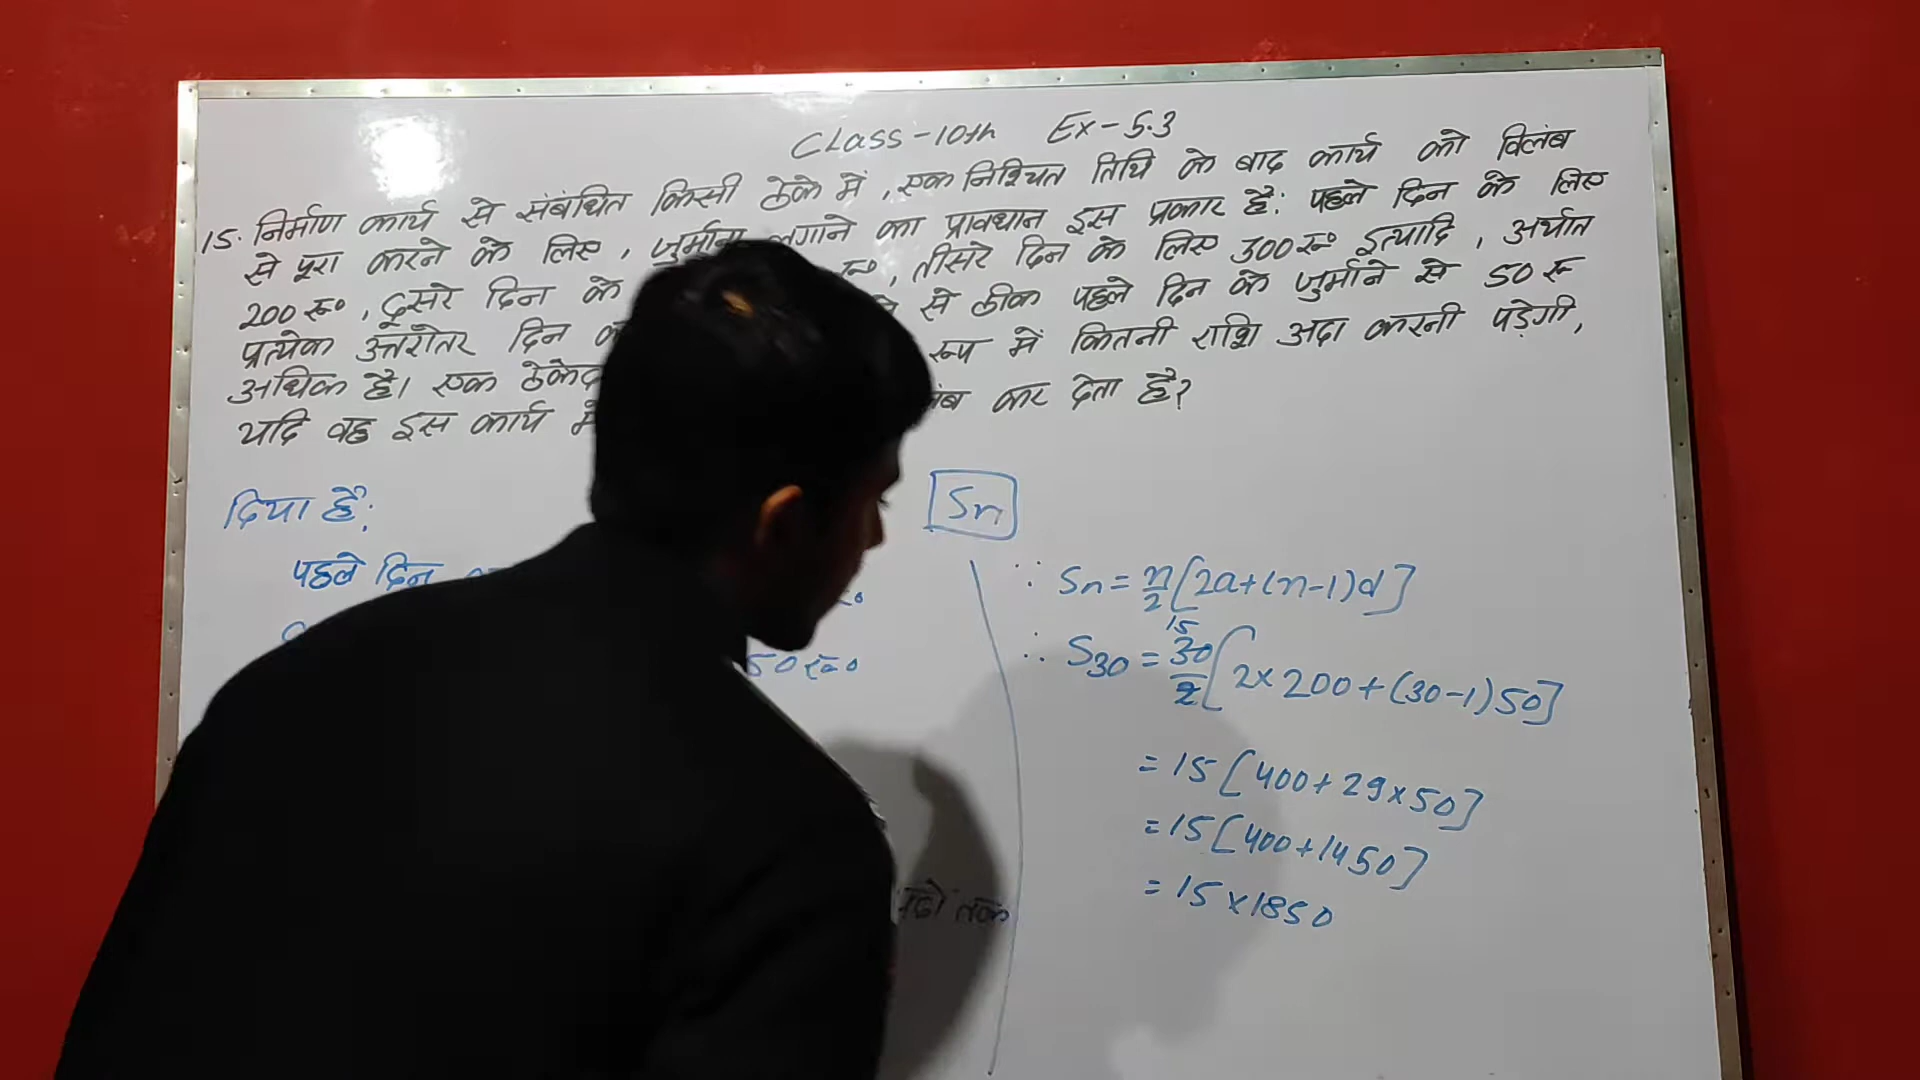 CLASS-10th Ex-5.3
15. निर्माण कार्य से संबंधित किसी ठेके में, एक निश्चित तिथि के बाद कार्य को विलंब
से पूरा करने के लिए, जुर्माना लगाने का प्रावधान इस प्रकार है: पहले दिन के लिए
200 रु०, दूसरे दिन के रु०, तीसरे दिन के लिए 300रु० इत्यादि, अर्थात
प्रत्येक उत्तरोतर दिन से ठीक पहले दिन के जुर्माने से 50 रु
अधिक है। एक रूप में कितनी राशि अदा करनी पड़ेगी,
यदि वह इस कार्य कर देता है?
दिया है:
पहले दिन
50रु०
तक
Sn
∵ Sn = n/2 [2a+(n-1)d]
∴ S30 = 30/2 [2×200+(30-1)50]
15
= 15 [400+29×50]
= 15 [400+1450]
= 15×1850